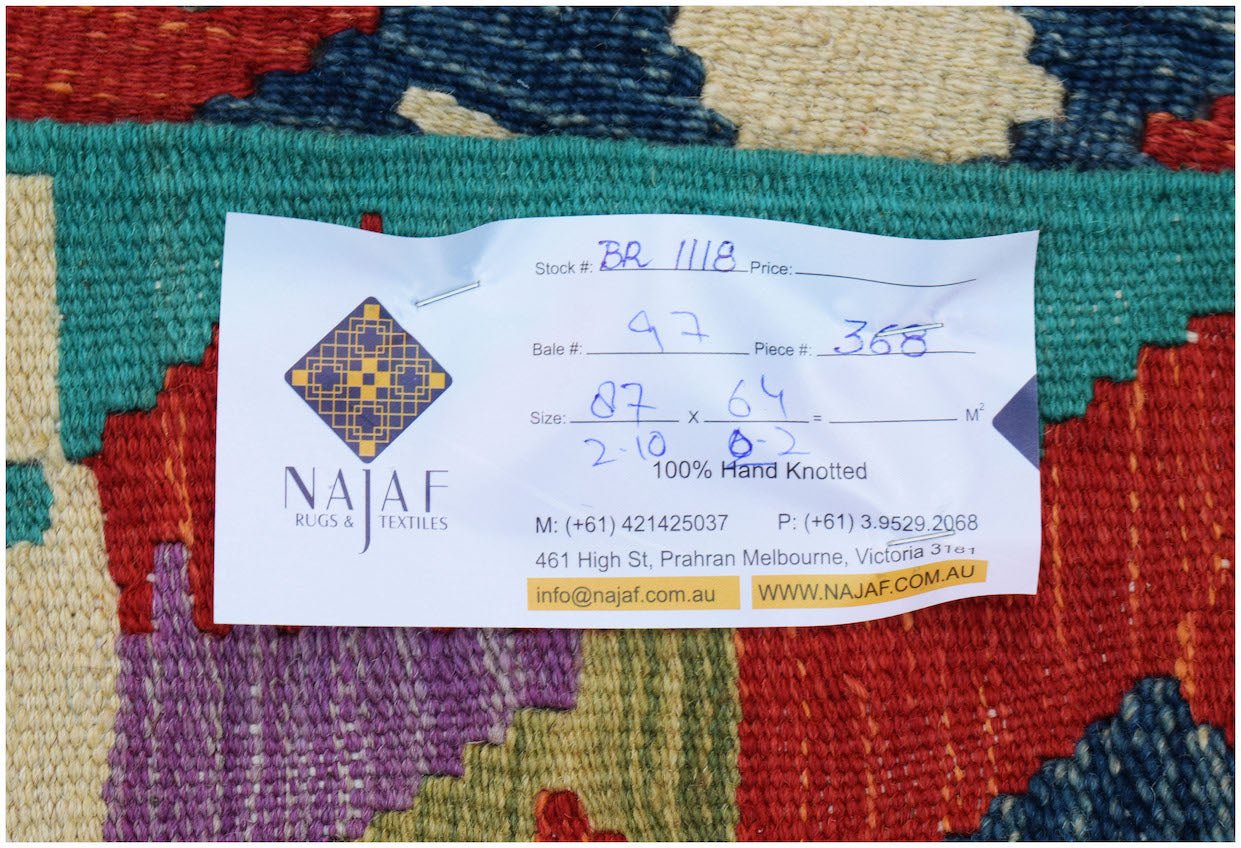 NAJAF
RUGS & TEXTILES
Stock #: BR 1118 Price:
Bale #: 97 Piece #: 368
Size: 87 x 64 = M²
2-10 0-2
100% Hand Knotted
M: (+61) 421425037 P: (+61) 3.9529.2068
461 High St, Prahran Melbourne, Victoria 3181
info@najaf.com.au WWW.NAJAF.COM.AU